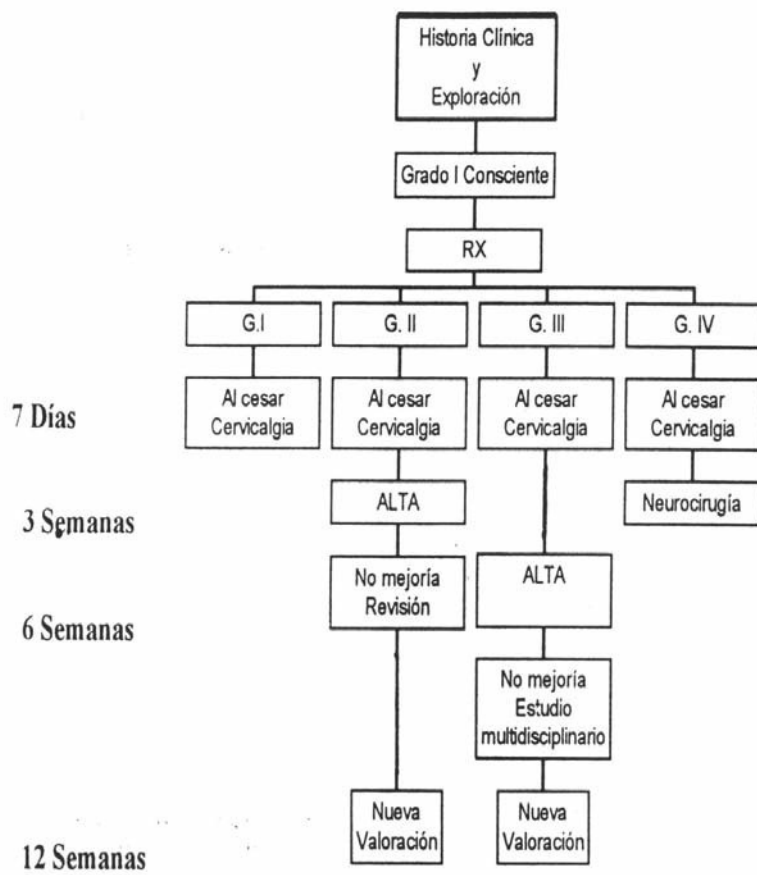 Historia Clínica
y
Exploración
Grado I Consciente
RX
G.I
G. II
G. III
G. IV
7 Días
Al cesar
Cervicalgia
Al cesar
Cervicalgia
Al cesar
Cervicalgia
Al cesar
Cervicalgia
3 Semanas
ALTA
Neurocirugía
6 Semanas
No mejoría
Revisión
ALTA
No mejoría
Estudio
multidisciplinario
12 Semanas
Nueva
Valoración
Nueva
Valoración